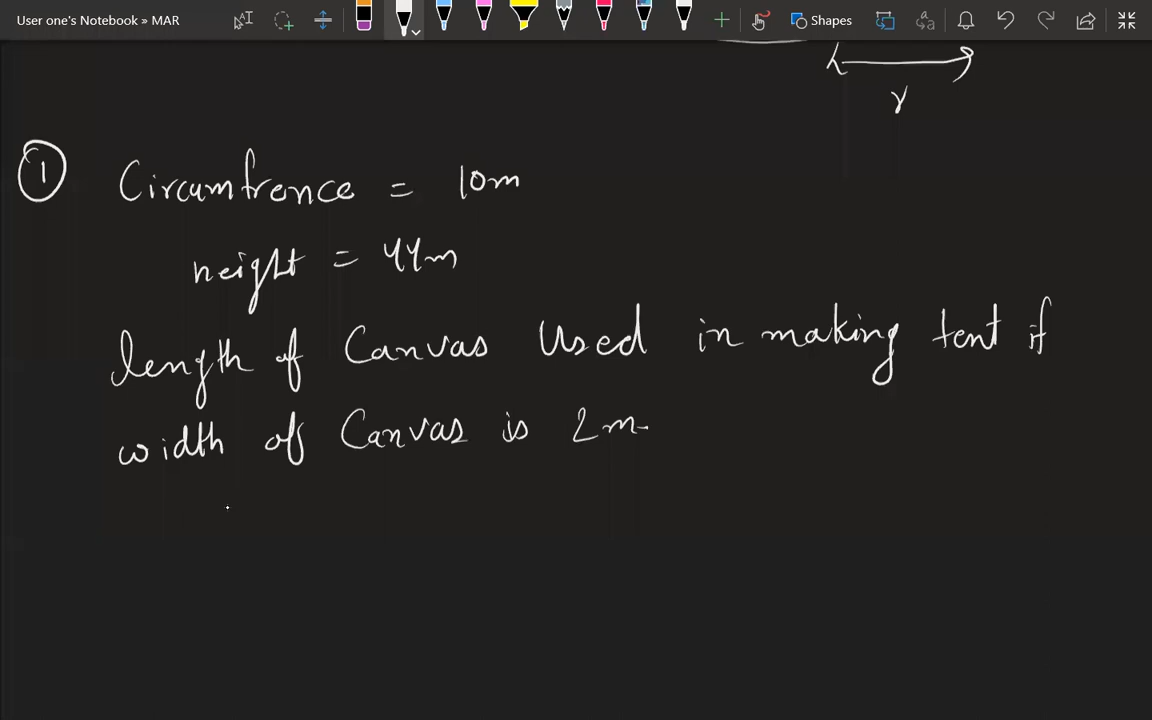 User one's Notebook » MAR
Shapes
r
① Circumfrence = 10m
height = 44m
length of Canvas Used in making tent if
width of Canvas is 2m.